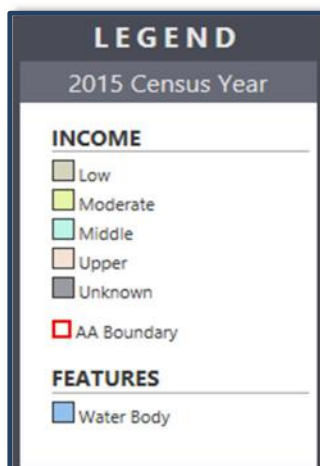 LEGEND
2015 Census Year
INCOME
Low
Moderate
Middle
Upper
Unknown
AA Boundary
FEATURES
Water Body